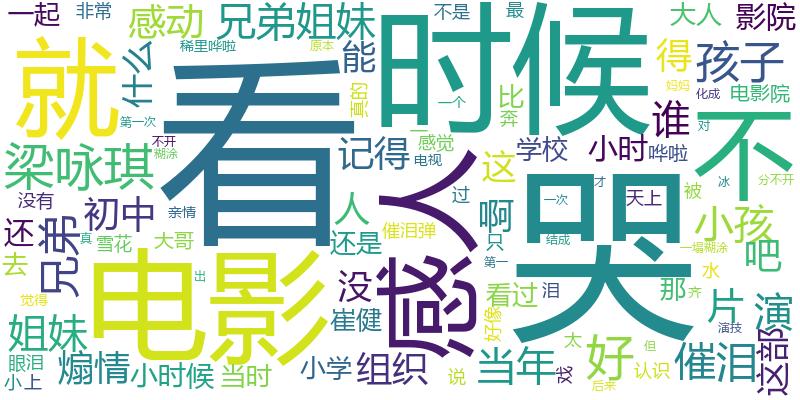 一起
非常
感动
兄弟姐妹
不是
最
大人
影院
稀里哗啦
原本
能
时候
得
孩子
妈妈
就
什么
看
真的
一个
比
化成
电影院
第一次
奔
谁
不
对
梁咏琪
不开
糊涂
记得
一
感觉
电视
这
学校
小时
哗啦
分不开
没有
初中
亲情
人
感人
过
啊
一次
才
天上
冰
被
小孩
还
兄弟
真
雪花
大哥
还是
催泪弹
只
结成
哭
一塌糊涂
吧
去
电影
出
没
第一
看过
泪
那
齐
水
片
演
觉得
姐妹
崔健
好像
演技
这部
眼泪
煽情
小学
组织
当年
太
好
但
催泪
小
上
小时候
当时
说
戏
后来
认识